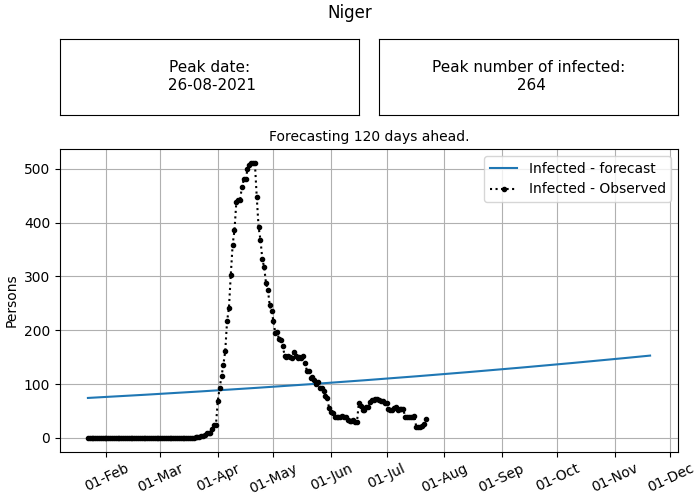 Niger
Peak date:
26-08-2021
Peak number of infected:
264
Forecasting 120 days ahead.
Infected - forecast
Infected - Observed
Persons
500
400
300
200
100
0
01-Feb
01-Mar
01-Apr
01-May
01-Jun
01-Jul
01-Aug
01-Sep
01-Oct
01-Nov
01-Dec